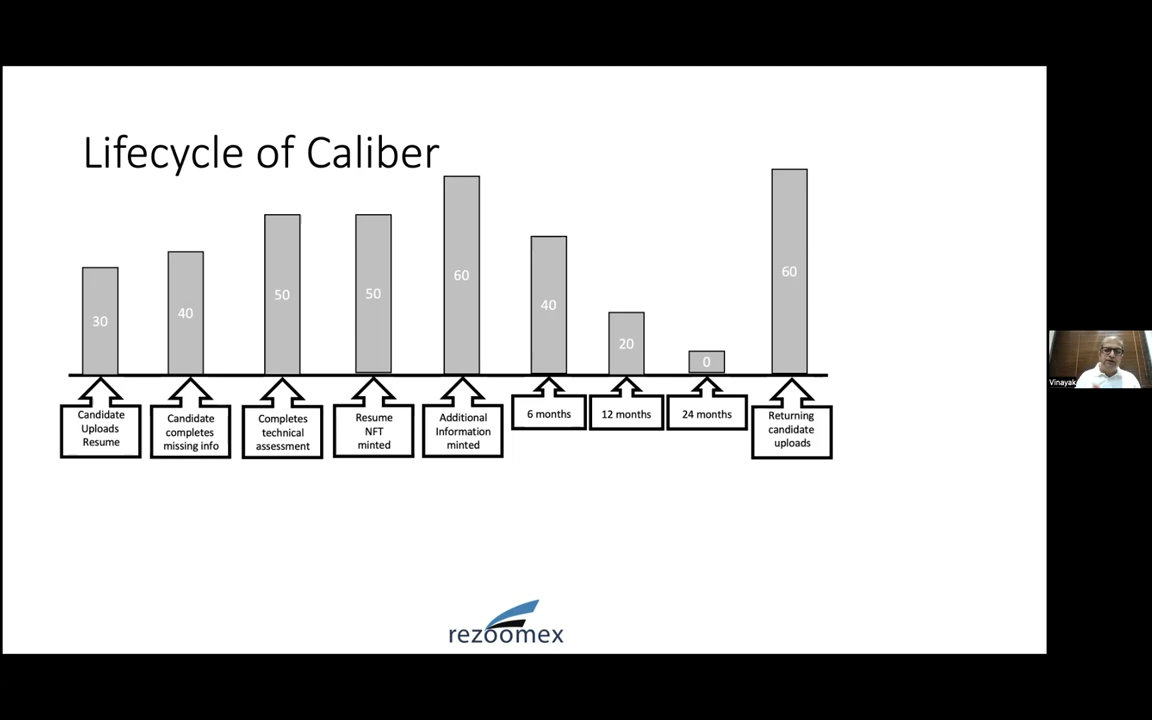 Lifecycle of Caliber
30
40
50
50
60
40
20
0
60
Candidate
Uploads
Resume
Candidate
completes
missing info
Completes
technical
assessment
Resume
NFT
minted
Additional
Information
minted
6 months
12 months
24 months
Returning
candidate
uploads
rezoomex
Vinayak